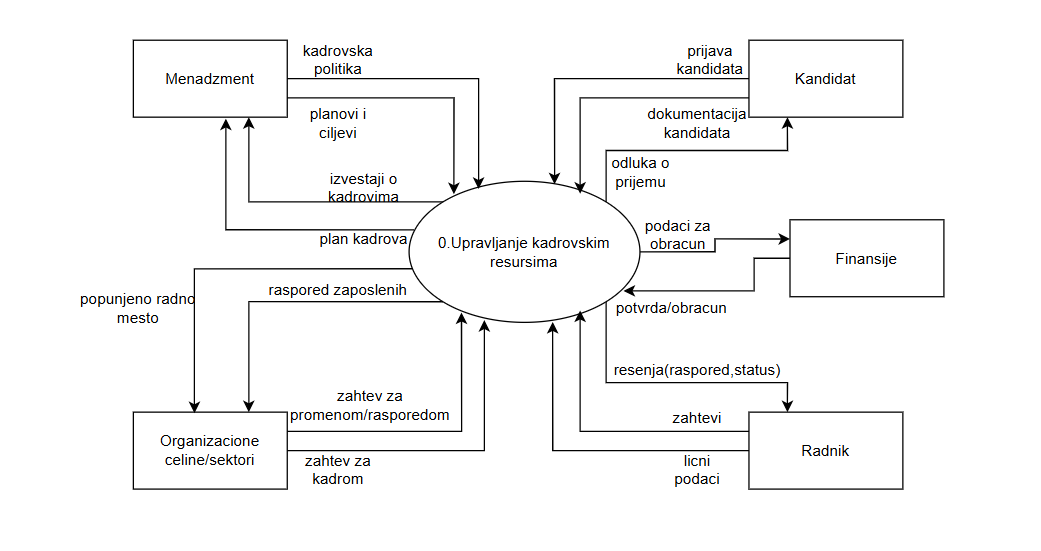 Menadzment
kadrovska
politika
planovi i
ciljevi
izvestaji o
kadrovima
plan kadrova
prijava
kandidata
Kandidat
dokumentacija
kandidata
odluka o
prijemu
0.Upravljanje kadrovskim
resursima
podaci za
obracun
Finansije
potvrda/obracun
popunjeno radno
mesto
raspored zaposlenih
zahtev za
promenom/rasporedom
Organizacione
celine/sektori
zahtev za
kadrom
resenja(raspored,status)
zahtevi
Radnik
licni
podaci